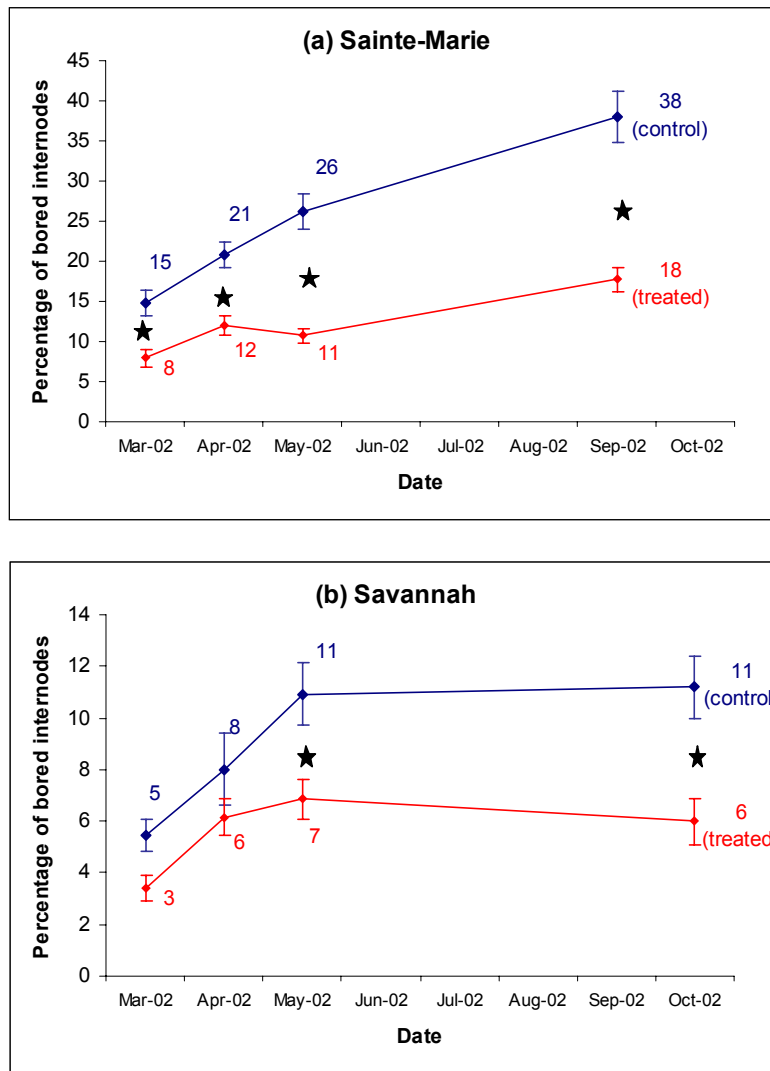 (a) Sainte-Marie
45
40
35
30
25
20
15
10
5
0
Percentage of bored internodes
15
21
26
38
(control)
8
12
11
18
(treated)
Mar-02 Apr-02 May-02 Jun-02 Jul-02 Aug-02 Sep-02 Oct-02
Date
(b) Savannah
14
12
10
8
6
4
2
0
Percentage of bored internodes
5
8
11
11
(control
3
6
7
6
(treated
Mar-02 Apr-02 May-02 Jun-02 Jul-02 Aug-02 Sep-02 Oct-02
Date